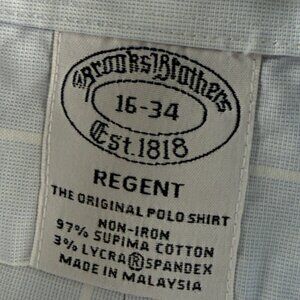 Brooks Brothers
16-34
Est. 1818
REGENT
THE ORIGINAL POLO SHIRT
NON-IRON
97% SUPIMA COTTON
3% LYCRA®SPANDEX
MADE IN MALAYSIA